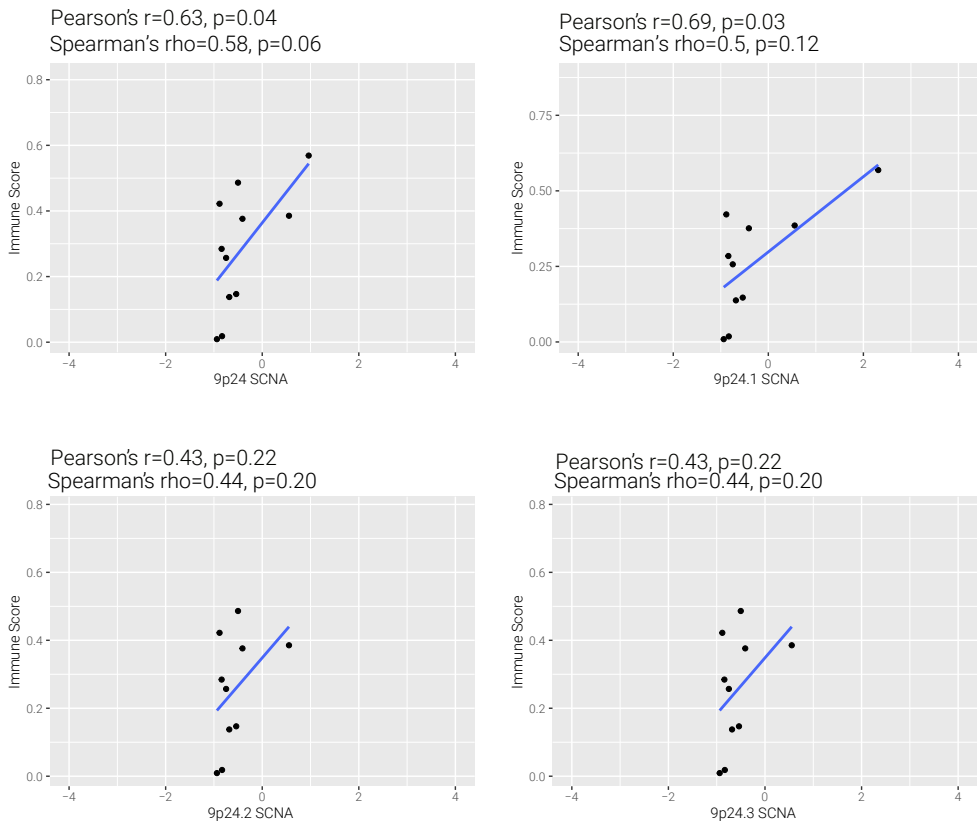 Pearson's r=0.63, p=0.04
Spearman's rho=0.58, p=0.06
0.8
0.6
0.4
0.2
0.0
Immune Score
−4
−2
0
2
4
9p24 SCNA
Pearson's r=0.69, p=0.03
Spearman's rho=0.5, p=0.12
0.75
0.50
0.25
0.00
Immune Score
−4
−2
0
2
4
9p24.1 SCNA
Pearson's r=0.43, p=0.22
Spearman's rho=0.44, p=0.20
0.8
0.6
0.4
0.2
0.0
Immune Score
−4
−2
0
2
4
9p24.2 SCNA
Pearson's r=0.43, p=0.22
Spearman's rho=0.44, p=0.20
0.8
0.6
0.4
0.2
0.0
Immune Score
−4
−2
0
2
4
9p24.3 SCNA